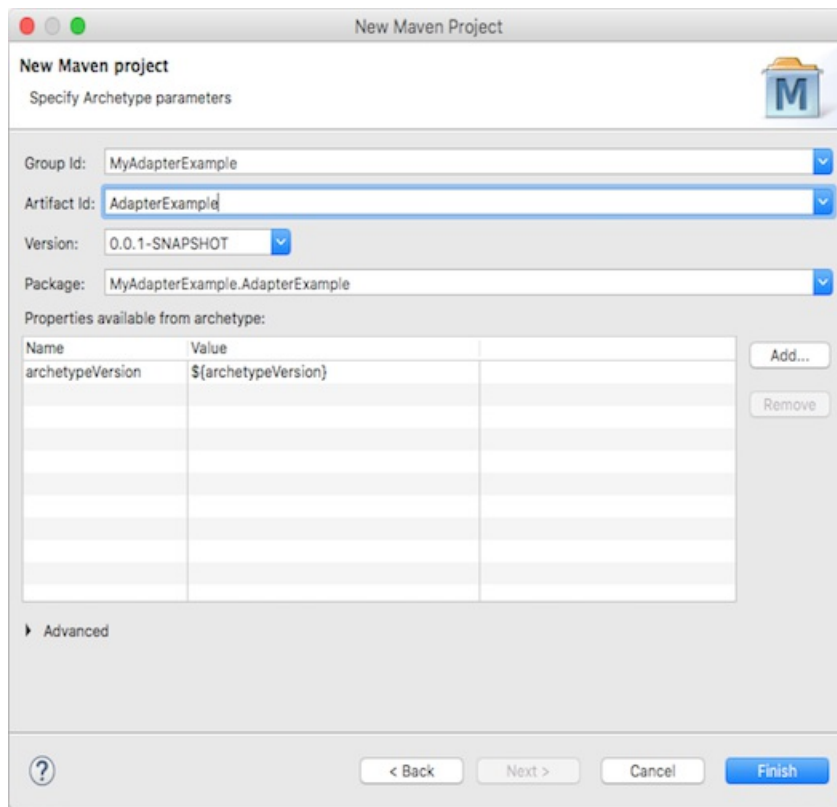 New Maven Project
New Maven project
Specify Archetype parameters
M
Group Id: MyAdapterExample
Artifact Id: AdapterExample
Version: 0.0.1-SNAPSHOT
Package: MyAdapterExample.AdapterExample
Properties available from archetype:
Name Value
Add...
archetypeVersion ${archetypeVersion}
Remove
Advanced
? < Back Next > Cancel Finish